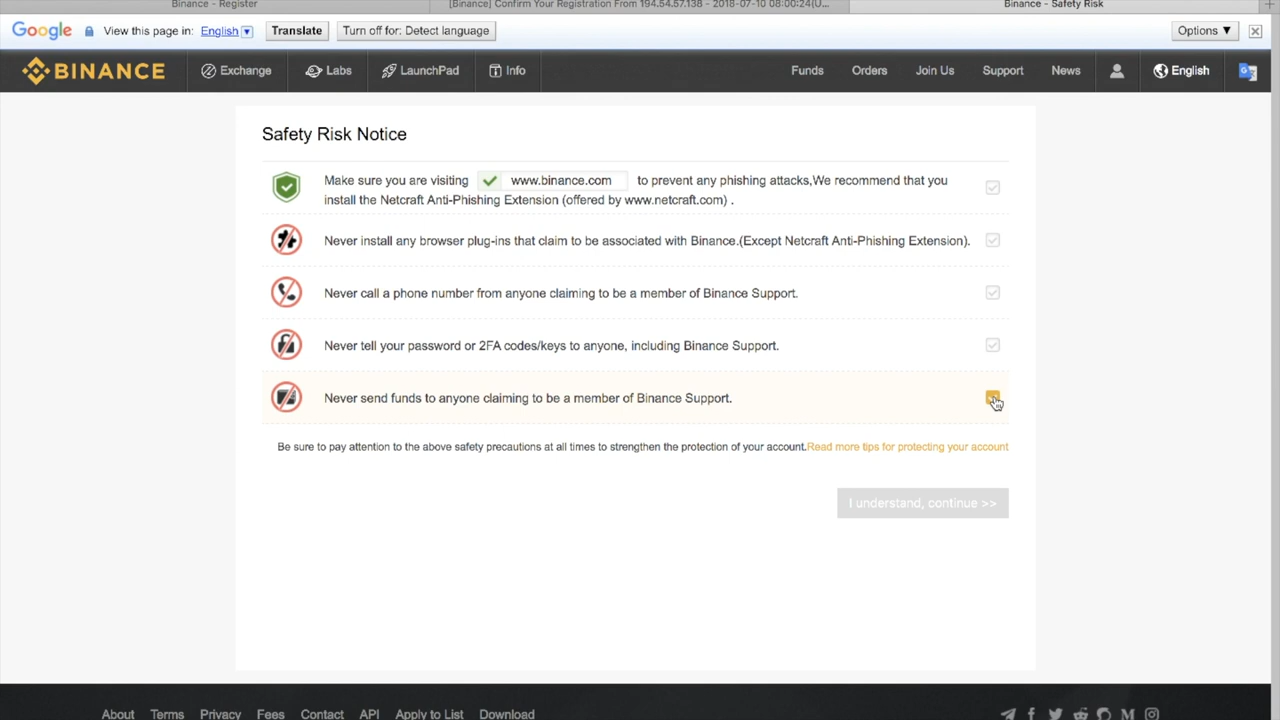 Binance - Register
[Binance] Confirm Your Registration From 194.54.57.138 - 2018-07-10 08:00:24(U...
Binance - Safety Risk
Google View this page in: English Translate Turn off for: Detect language Options ▼
BINANCE Exchange Labs LaunchPad Info Funds Orders Join Us Support News English
Safety Risk Notice
Make sure you are visiting www.binance.com to prevent any phishing attacks,We recommend that you
install the Netcraft Anti-Phishing Extension (offered by www.netcraft.com) .
Never install any browser plug-ins that claim to be associated with Binance.(Except Netcraft Anti-Phishing Extension).
Never call a phone number from anyone claiming to be a member of Binance Support.
Never tell your password or 2FA codes/keys to anyone, including Binance Support.
Never send funds to anyone claiming to be a member of Binance Support.
Be sure to pay attention to the above safety precautions at all times to strengthen the protection of your account.Read more tips for protecting your account
I understand, continue >>
About Terms Privacy Fees Contact API Apply to List Download